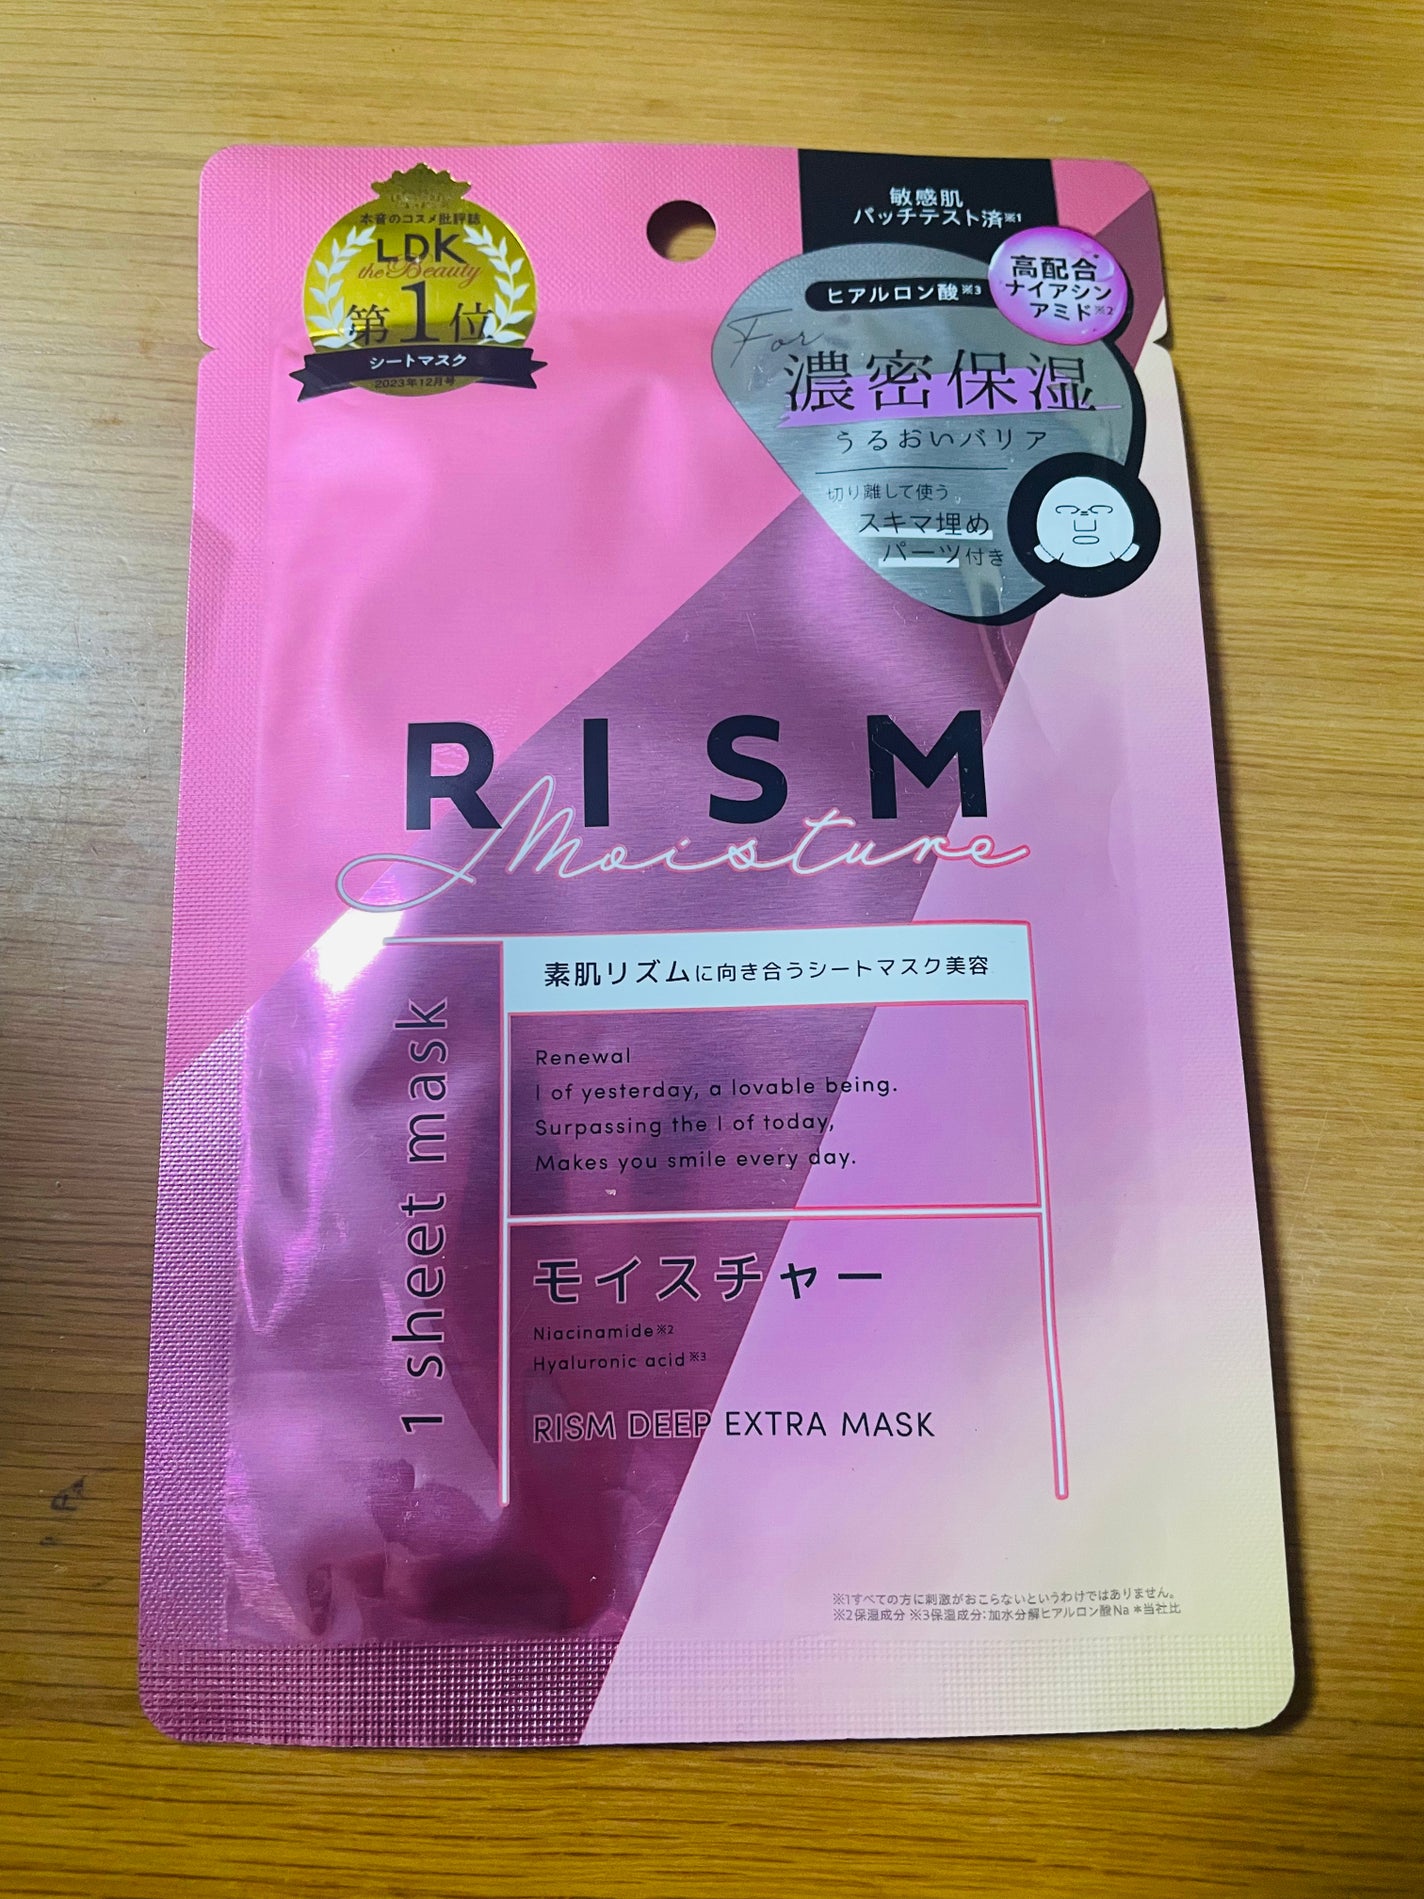 本音のコスメ批評誌
LDK
the Beauty
第1位
シートマスク
2023年12月号
敏感肌
パッチテスト済※1
高配合*
ナイアシン
アミド※2
ヒアルロン酸※3
For
濃密保湿
うるおいバリア
切り離して使う
スキマ埋め
パーツ付き
RISM
Moisture
素肌リズムに向き合うシートマスク美容
1 sheet mask
Renewal
I of yesterday, a lovable being.
Surpassing the I of today,
Makes you smile every day.
モイスチャー
Niacinamide※2
Hyaluronic acid※3
RISM DEEP EXTRA MASK
※1すべての方に刺激がおこらないというわけではありません。
※2保湿成分 ※3保湿成分:加水分解ヒアルロン酸Na *当社比